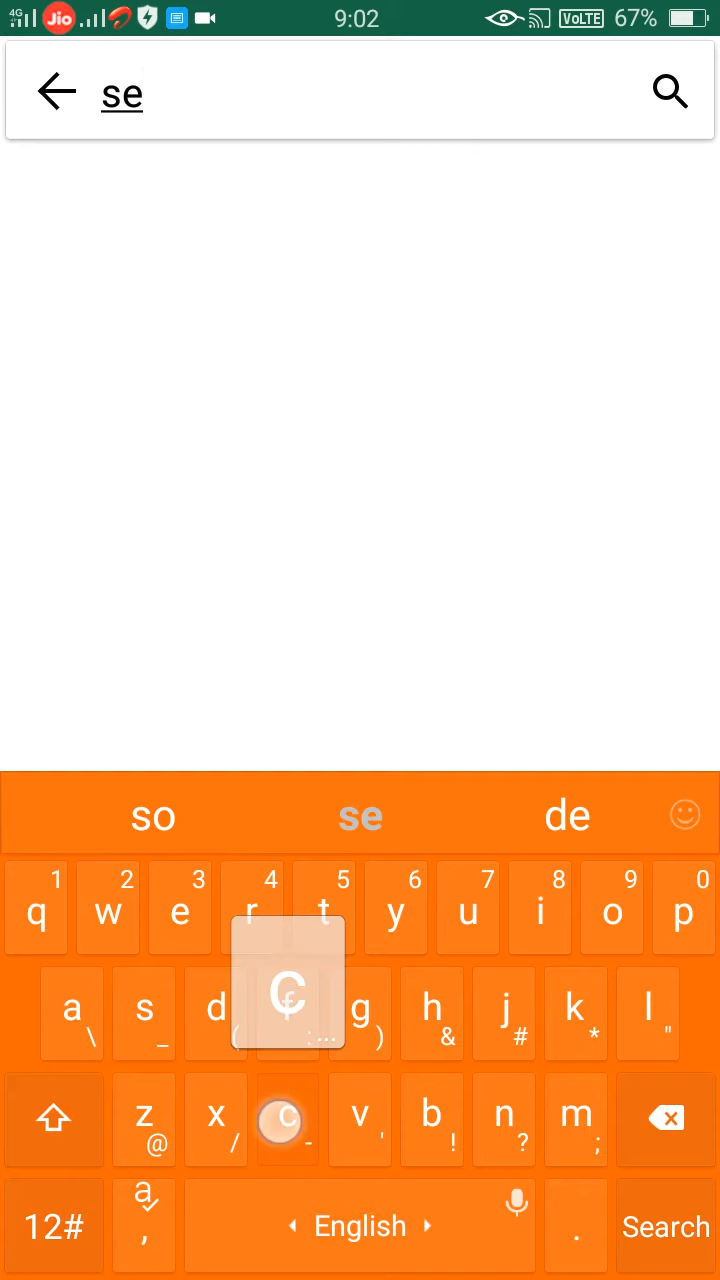 4G Jio 9:02 VoLTE 67%
se
so se de
1 2 3 4 5 6 7 8 9 0
q w e r t y u i o p
c
a s d f g h j k l
\ _ ( : ... ) & # * "
z x c v b n m
@ / - ' ! ? ;
12# a , English . Search